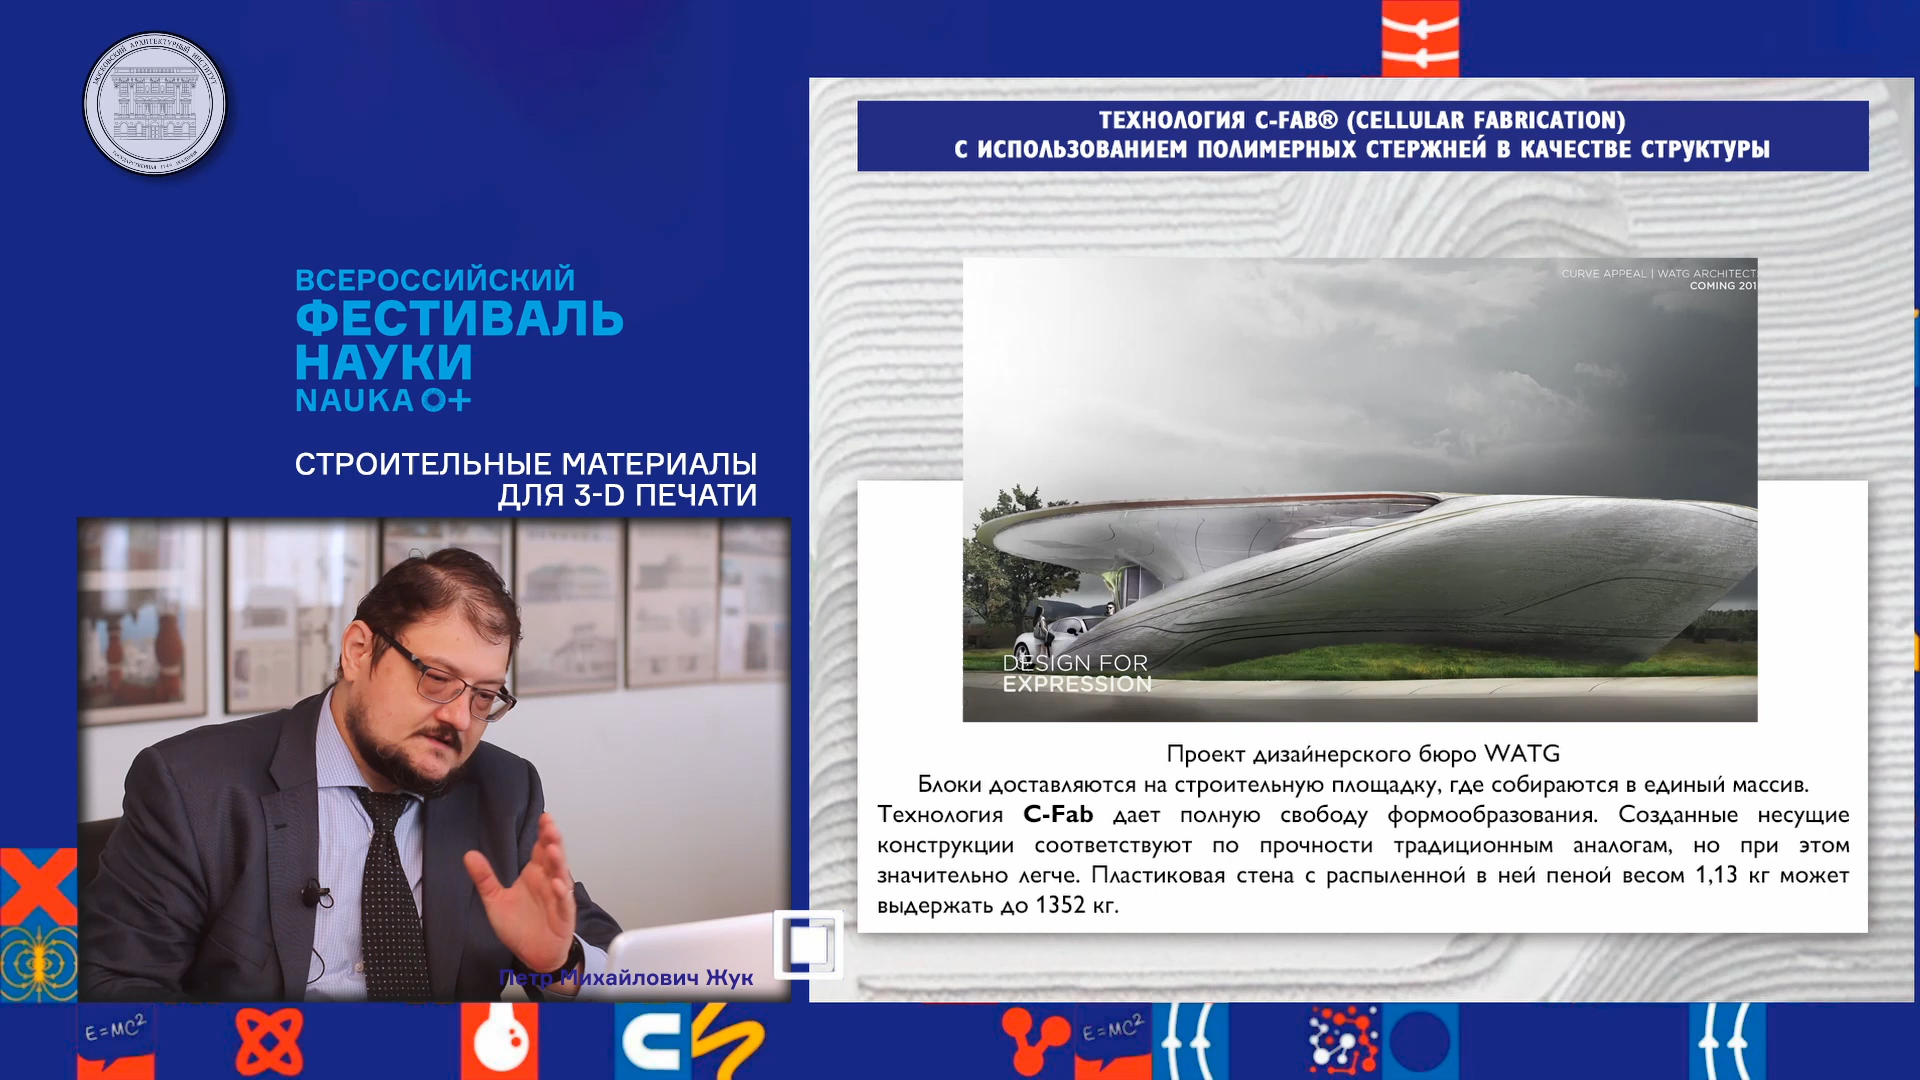 МОСКОВСКИЙ АРХИТЕКТУРНЫЙ ИНСТИТУТ
ВСЕРОССИЙСКИЙ
ФЕСТИВАЛЬ
НАУКИ
NAUKA 0+
СТРОИТЕЛЬНЫЕ МАТЕРИАЛЫ
ДЛЯ 3-D ПЕЧАТИ
Петр Михайлович Жук
ТЕХНОЛОГИЯ C-FAB® (CELLULAR FABRICATION)
С ИСПОЛЬЗОВАНИЕМ ПОЛИМЕРНЫХ СТЕРЖНЕЙ В КАЧЕСТВЕ СТРУКТУРЫ
CURVE APPEAL | WATG ARCHITECT
COMING 201
DESIGN FOR
EXPRESSION
Проект дизайнерского бюро WATG
Блоки доставляются на строительную площадку, где собираются в единый массив.
Технология C-Fab дает полную свободу формообразования. Созданные несущие
конструкции соответствуют по прочности традиционным аналогам, но при этом
значительно легче. Пластиковая стена с распыленной в ней пеной весом 1,13 кг может
выдержать до 1352 кг.
E=MC²
E=MC²